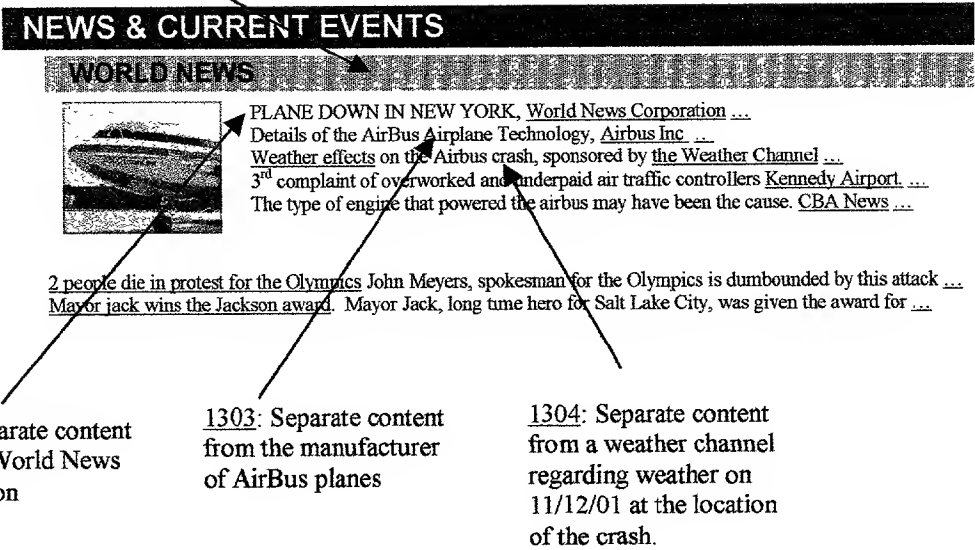 NEWS & CURRENT EVENTS
WORLD NEWS
PLANE DOWN IN NEW YORK, World News Corporation ...
Details of the AirBus Airplane Technology, Airbus Inc ...
Weather effects on the Airbus crash, sponsored by the Weather Channel ...
3rd complaint of overworked and underpaid air traffic controllers Kennedy Airport. ...
The type of engine that powered the airbus may have been the cause. CBA News ...
2 people die in protest for the Olympics John Meyers, spokesman for the Olympics is dumbounded by this attack ...
Mayor jack wins the Jackson award. Mayor Jack, long time hero for Salt Lake City, was given the award for ...
arate content
World News
on
1303: Separate content
from the manufacturer
of AirBus planes
1304: Separate content
from a weather channel
regarding weather on
11/12/01 at the location
of the crash.